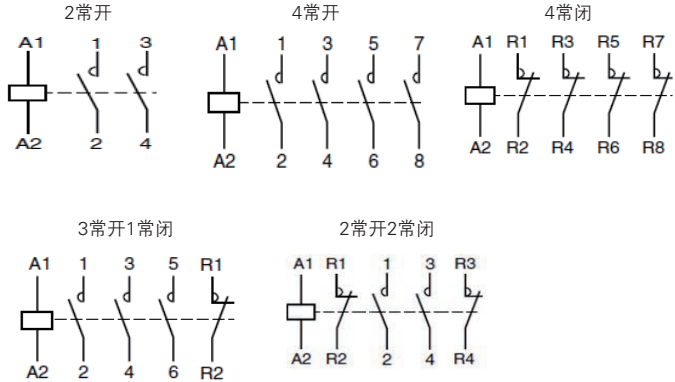 2常开 4常开 4常闭
A1 1 3 A1 1 3 5 7 A1 R1 R3 R5 R7
A2 2 4 A2 2 4 6 8 A2 R2 R4 R6 R8
3常开1常闭 2常开2常闭
A1 1 3 5 R1 A1 R1 1 3 R3
A2 2 4 6 R2 A2 R2 2 4 R4